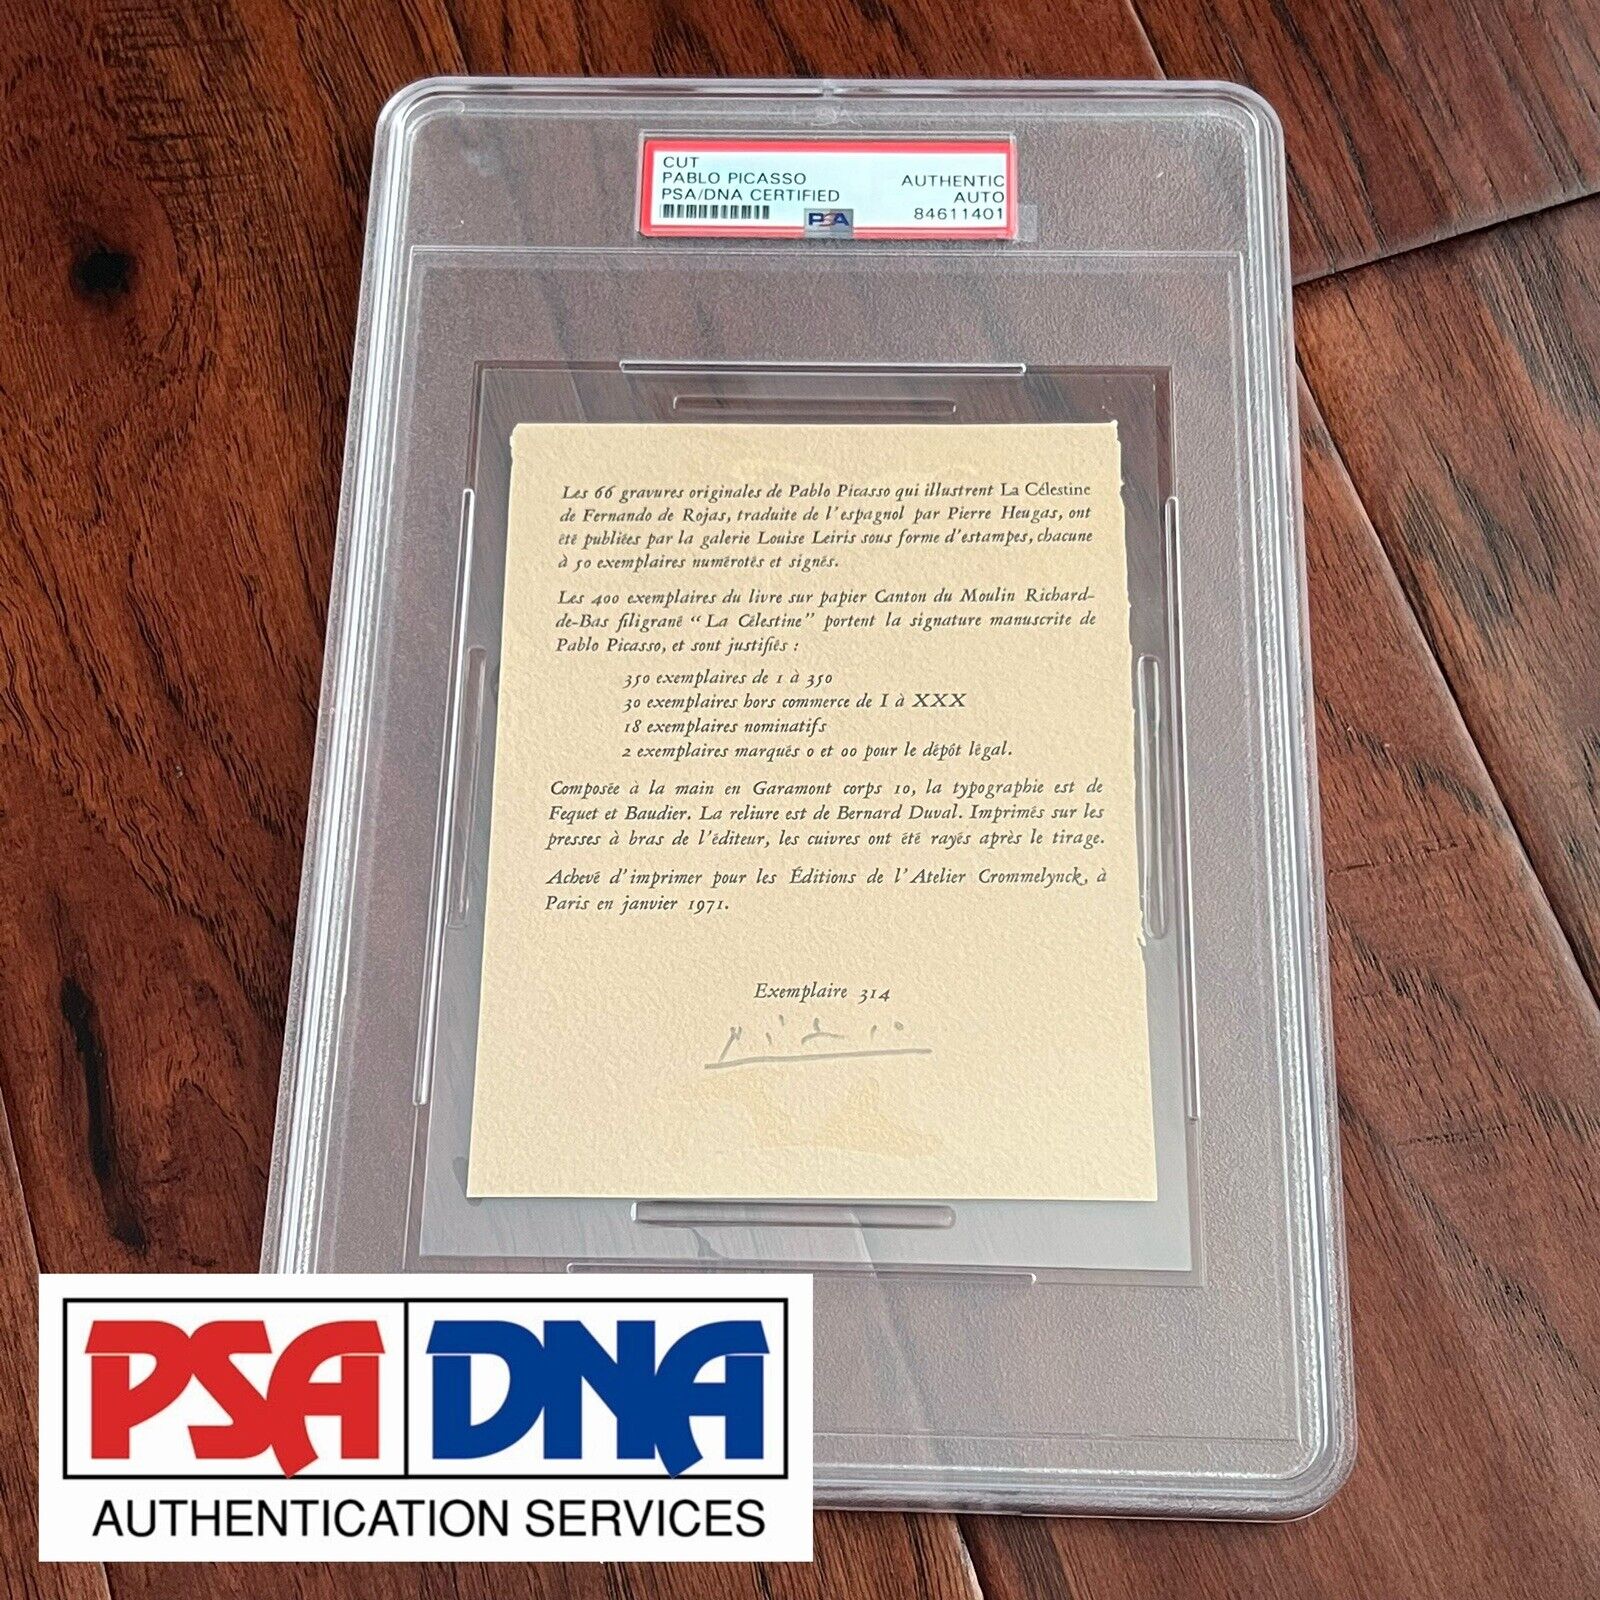 CUT
PABLO PICASSO AUTHENTIC
PSA/DNA CERTIFIED AUTO
PSA 84611401
Les 66 gravures originales de Pablo Picasso qui illustrent La Célestine
de Fernando de Rojas, traduite de l'espagnol par Pierre Heugas, ont
été publiées par la galerie Louise Leiris sous forme d'estampes, chacune
à 50 exemplaires numérotés et signés.
Les 400 exemplaires du livre sur papier Canton du Moulin Richard-
de-Bas filigrané “ La Célestine” portent la signature manuscrite de
Pablo Picasso, et sont justifiés :
350 exemplaires de 1 à 350
30 exemplaires hors commerce de I à XXX
18 exemplaires nominatifs
2 exemplaires marqués 0 et 00 pour le dépôt légal.
Composée à la main en Garamont corps 10, la typographie est de
Fequet et Baudier. La reliure est de Bernard Duval. Imprimés sur les
presses à bras de l'éditeur, les cuivres ont été rayés après le tirage.
Achevé d'imprimer pour les Éditions de l'Atelier Crommelynck, à
Paris en janvier 1971.
Exemplaire 314
Picasso
PSA DNA
AUTHENTICATION SERVICES